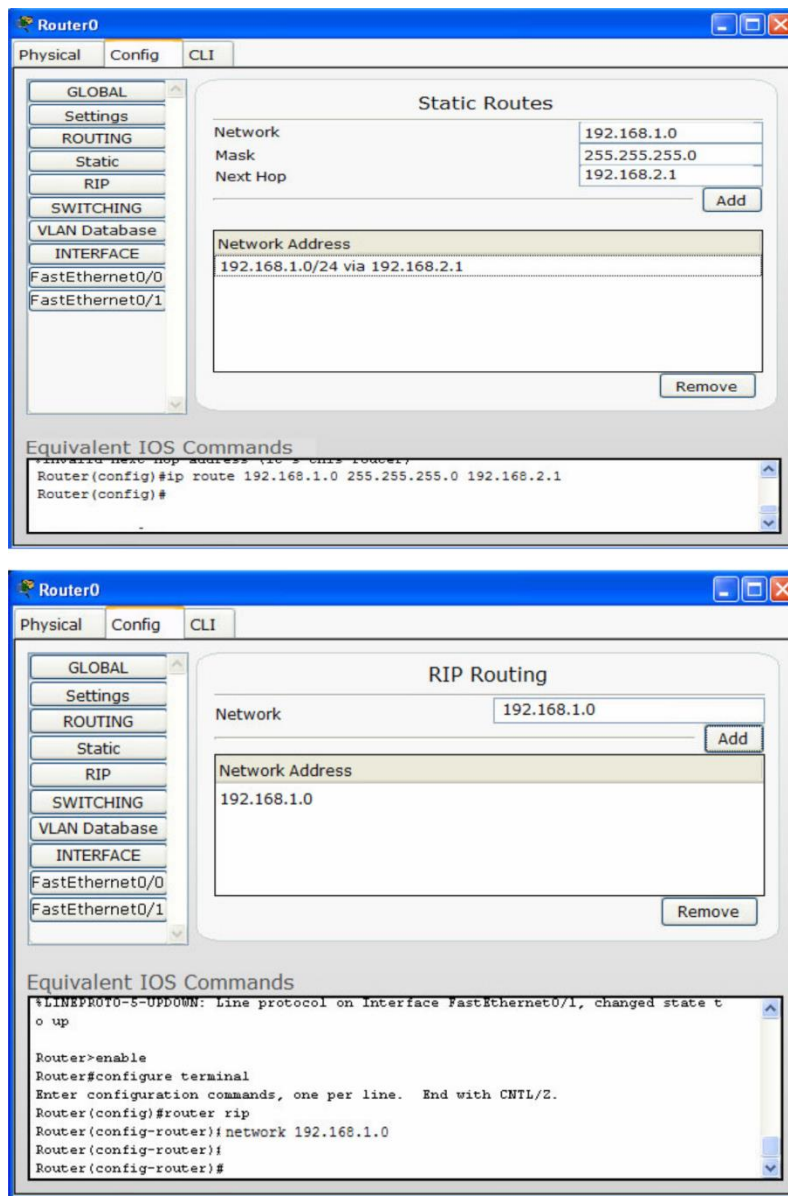 Router0
Physical Config CLI
GLOBAL
Settings
ROUTING
Static
RIP
SWITCHING
VLAN Database
INTERFACE
FastEthernet0/0
FastEthernet0/1
Static Routes
Network 192.168.1.0
Mask 255.255.255.0
Next Hop 192.168.2.1
Add
Network Address
192.168.1.0/24 via 192.168.2.1
Remove
Equivalent IOS Commands
%Invalid next hop address (it's this router)
Router(config)#ip route 192.168.1.0 255.255.255.0 192.168.2.1
Router(config)#
Router0
Physical Config CLI
GLOBAL
Settings
ROUTING
Static
RIP
SWITCHING
VLAN Database
INTERFACE
FastEthernet0/0
FastEthernet0/1
RIP Routing
Network 192.168.1.0
Add
Network Address
192.168.1.0
Remove
Equivalent IOS Commands
%LINEPROTO-5-UPDOWN: Line protocol on Interface FastEthernet0/1, changed state t
o up
Router>enable
Router#configure terminal
Enter configuration commands, one per line. End with CNTL/Z.
Router(config)#router rip
Router(config-router)#network 192.168.1.0
Router(config-router)#
Router(config-router)#